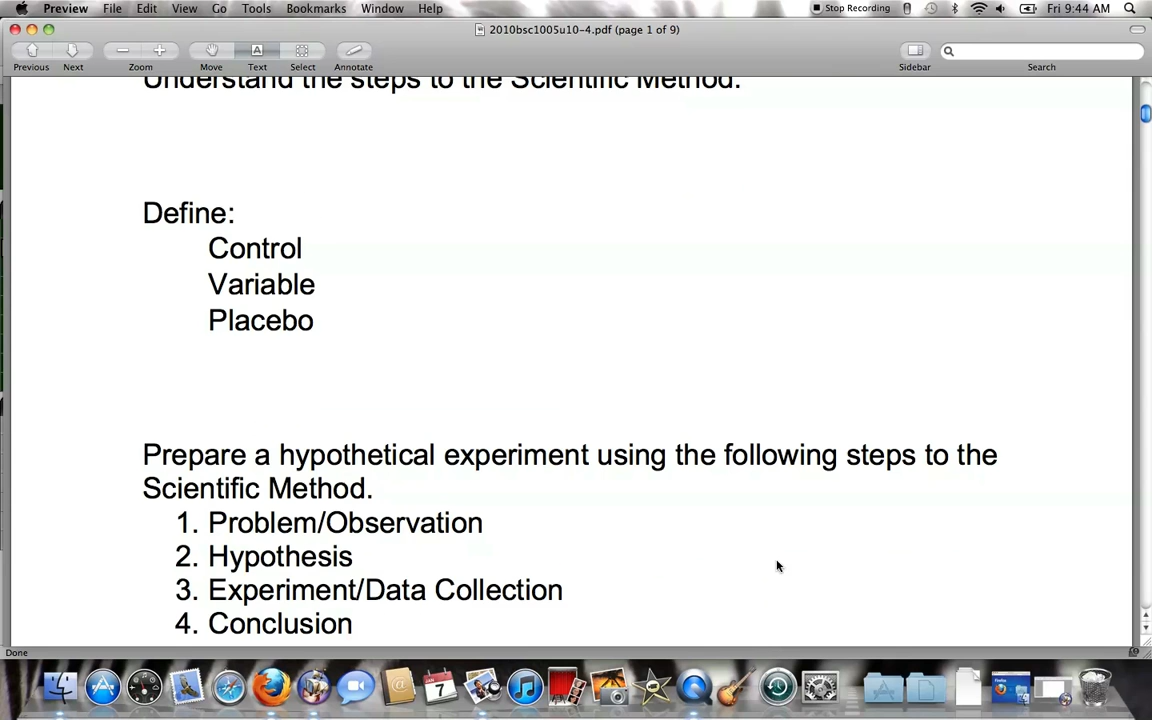 Preview File Edit View Go Tools Bookmarks Window Help Stop Recording Fri 9:44 AM
2010bsc1005u10-4.pdf (page 1 of 9)
Previous Next Zoom Move Text Select Annotate Sidebar Search
Understand the steps to the Scientific Method.
Define:
Control
Variable
Placebo
Prepare a hypothetical experiment using the following steps to the
Scientific Method.
1. Problem/Observation
2. Hypothesis
3. Experiment/Data Collection
4. Conclusion
Done